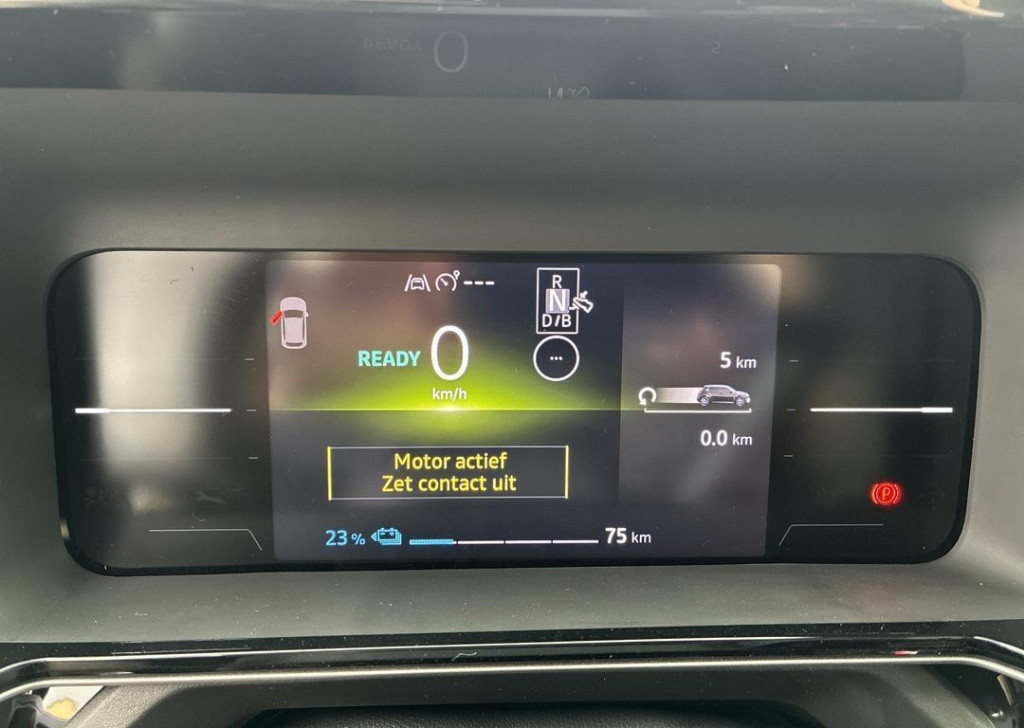 ---
R
N
D/B
READY 0
km/h
5 km
0.0 km
Motor actief
Zet contact uit
P
23 % 75 km